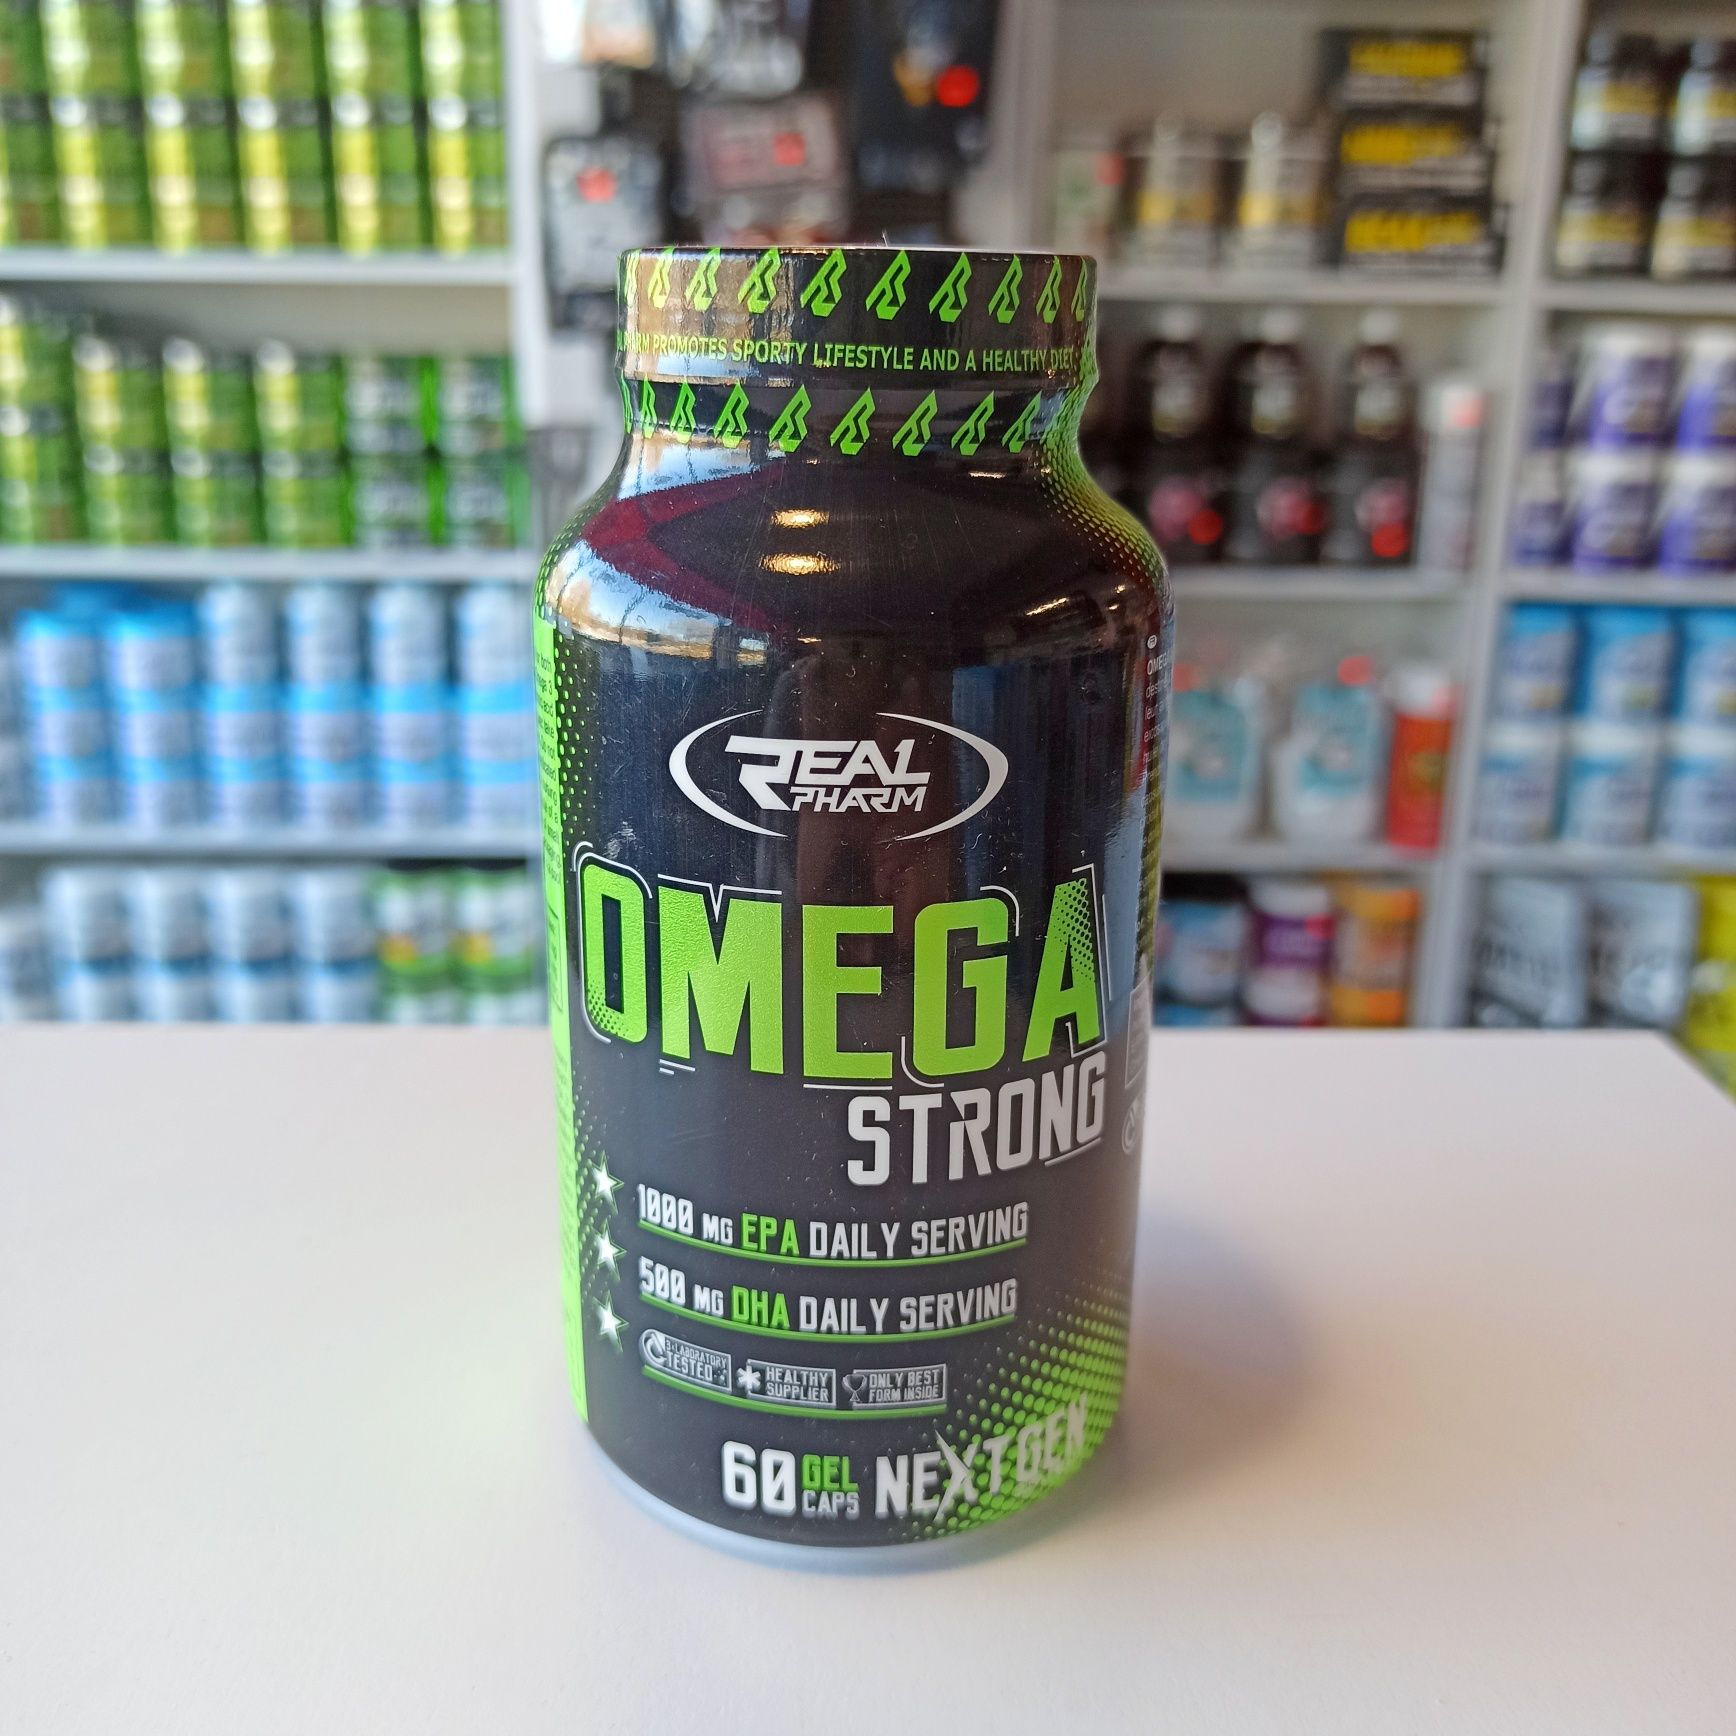 PROMOTES SPORTY LIFESTYLE AND A HEALTHY DIET
REAL
PHARM
OMEGA
STRONG
1000 MG EPA DAILY SERVING
500 MG DHA DAILY SERVING
3xLABORATORY
TESTED
HEALTHY
SUPPLIER
ONLY BEST
FORM INSIDE
60 GEL
CAPS
NEXTGEN